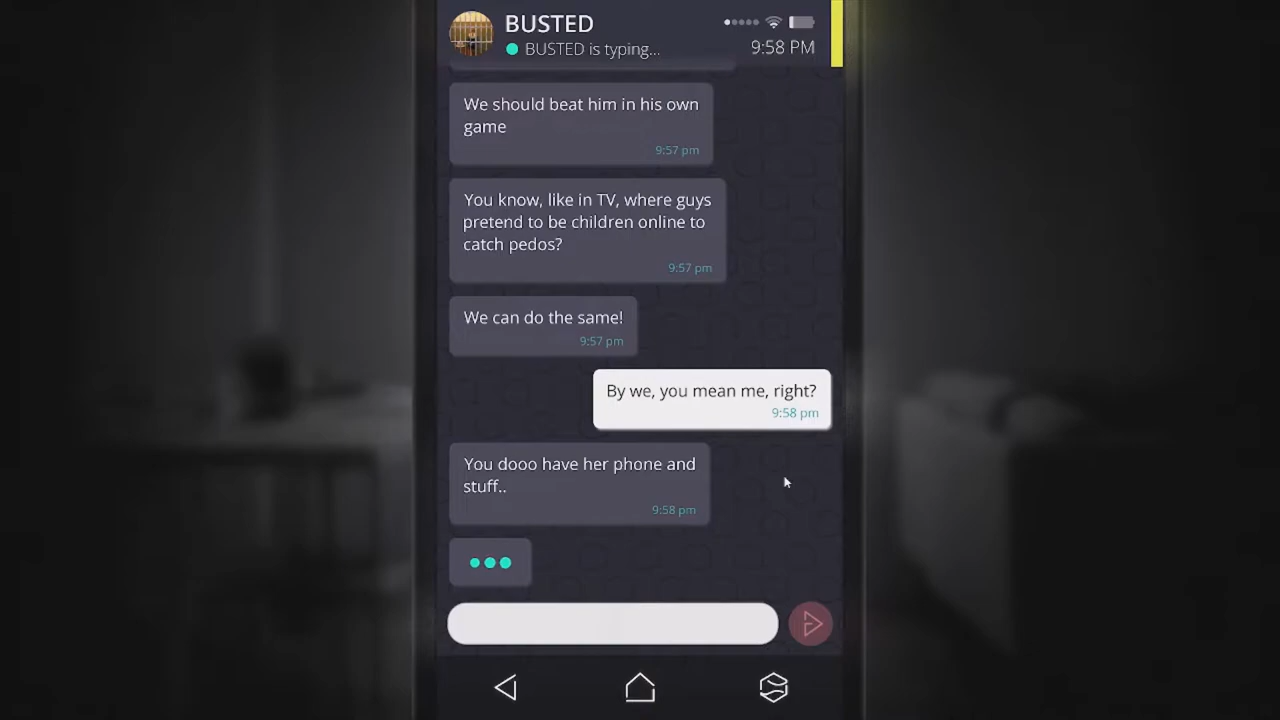 BUSTED
BUSTED is typing...
9:58 PM
We should beat him in his own
game
9:57 pm
You know, like in TV, where guys
pretend to be children online to
catch pedos?
9:57 pm
We can do the same!
9:57 pm
By we, you mean me, right?
9:58 pm
You dooo have her phone and
stuff..
9:58 pm